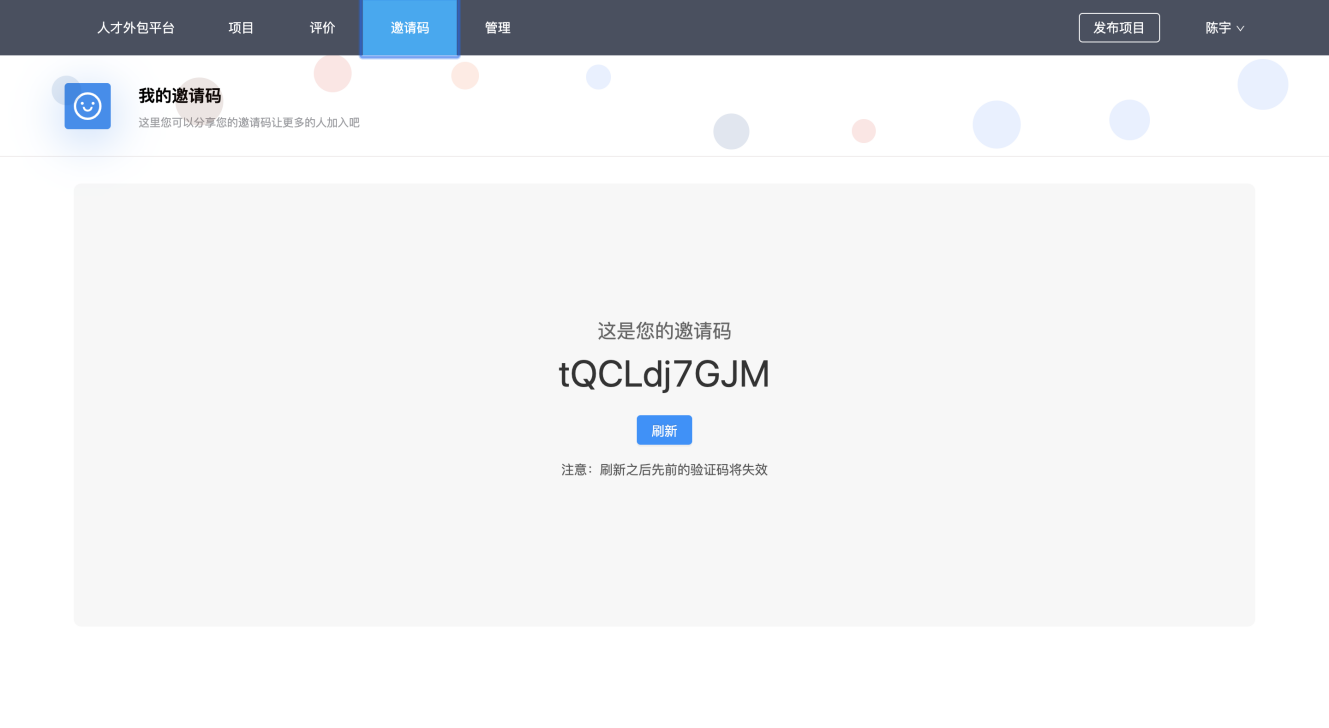 人才外包平台 项目 评价 邀请码 管理 发布项目 陈宇
我的邀请码
这里您可以分享您的邀请码让更多的人加入吧
这是您的邀请码
tQCLdj7GJM
刷新
注意：刷新之后先前的验证码将失效